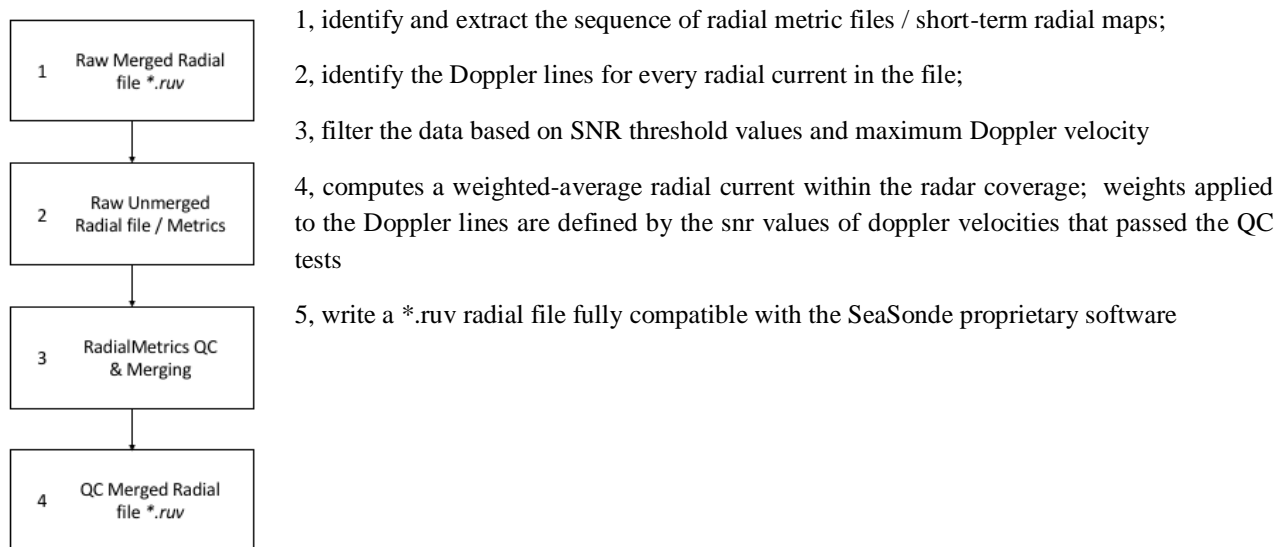 1
Raw Merged Radial
file *.ruv
2
Raw Unmerged
Radial file / Metrics
3
RadialMetrics QC
& Merging
4
QC Merged Radial
file *.ruv
1, identify and extract the sequence of radial metric files / short-term radial maps;
2, identify the Doppler lines for every radial current in the file;
3, filter the data based on SNR threshold values and maximum Doppler velocity
4, computes a weighted-average radial current within the radar coverage; weights applied
to the Doppler lines are defined by the snr values of doppler velocities that passed the QC
tests
5, write a *.ruv radial file fully compatible with the SeaSonde proprietary software